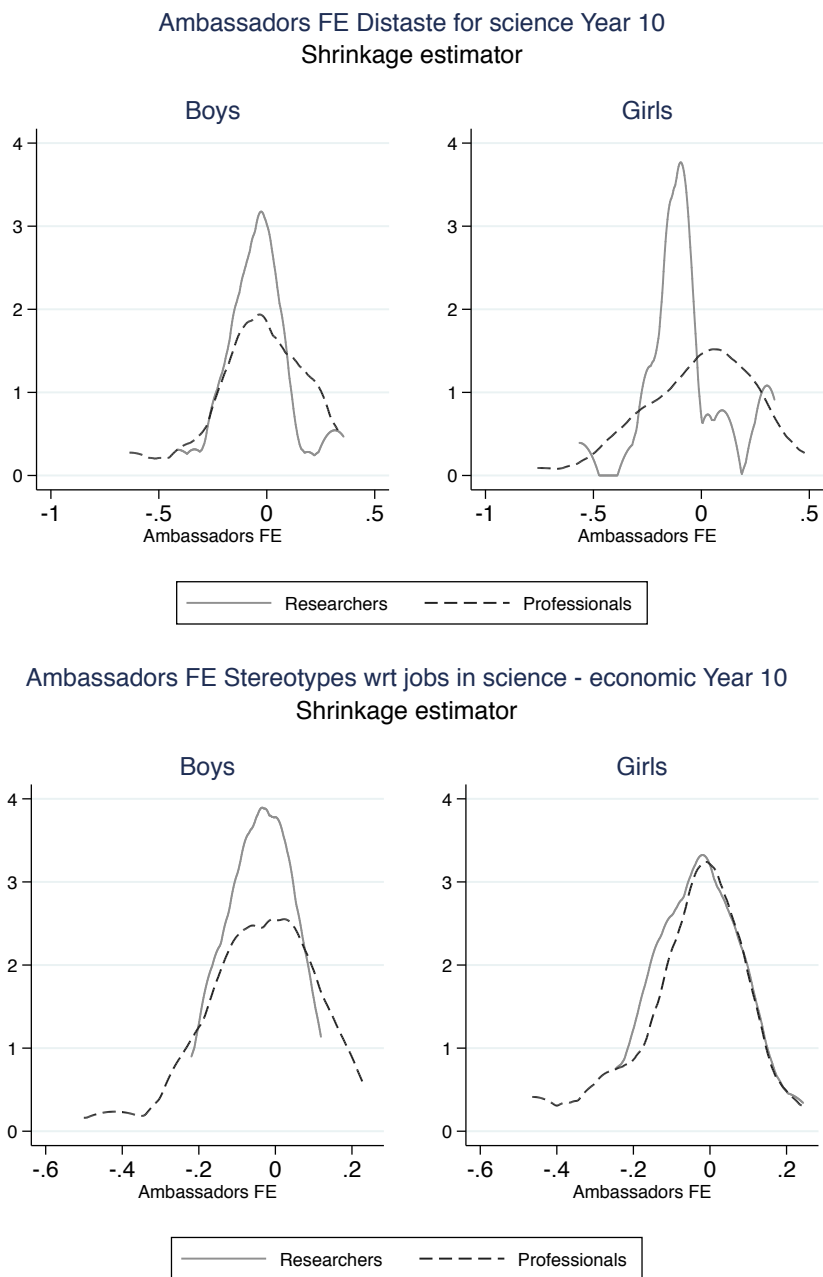 Ambassadors FE Distaste for science Year 10
Shrinkage estimator
Boys
Girls
4
3
2
1
0
-1
-.5
0
.5
Ambassadors FE
4
3
2
1
0
-1
-.5
0
.5
Ambassadors FE
Researchers
Professionals
Ambassadors FE Stereotypes wrt jobs in science - economic Year 10
Shrinkage estimator
Boys
Girls
4
3
2
1
0
-.6
-.4
-.2
0
.2
Ambassadors FE
4
3
2
1
0
-.6
-.4
-.2
0
.2
Ambassadors FE
Researchers
Professionals